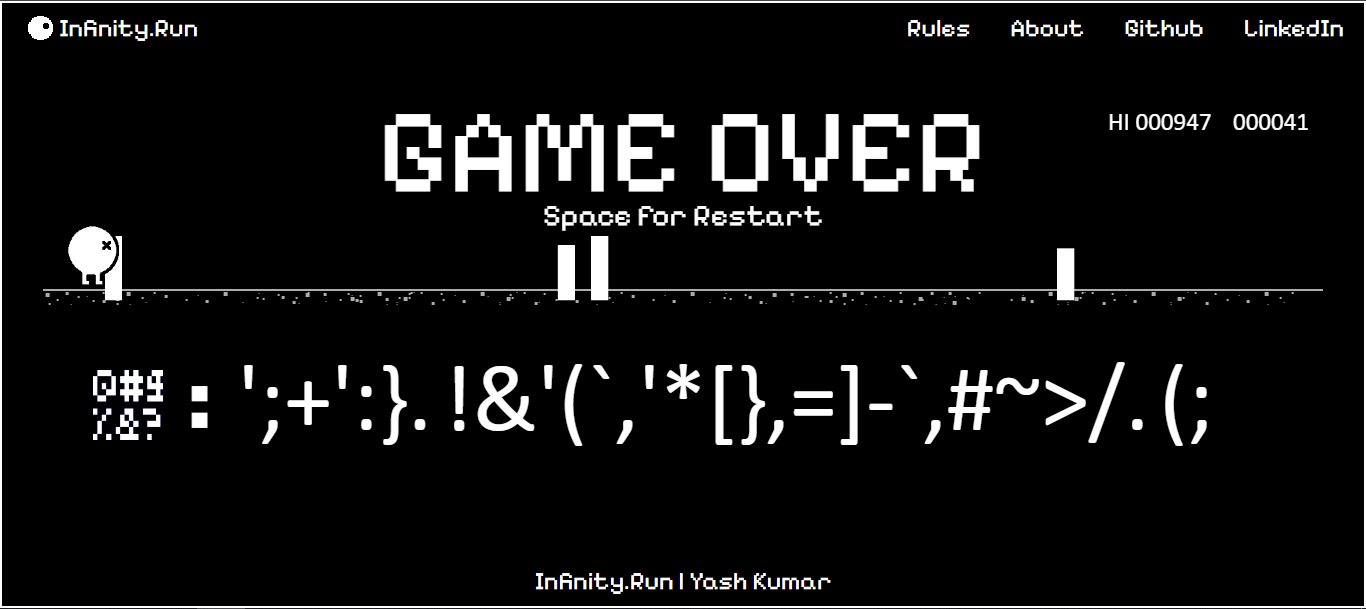 Infinity.Run Rules About Github LinkedIn
HI 000947 000041
GAME OVER
Space for Restart
@#$
%&? : ';+':}. !&'(`,'*[},=]-`,#~>/. (;
Infinity.Run | Yash Kumar